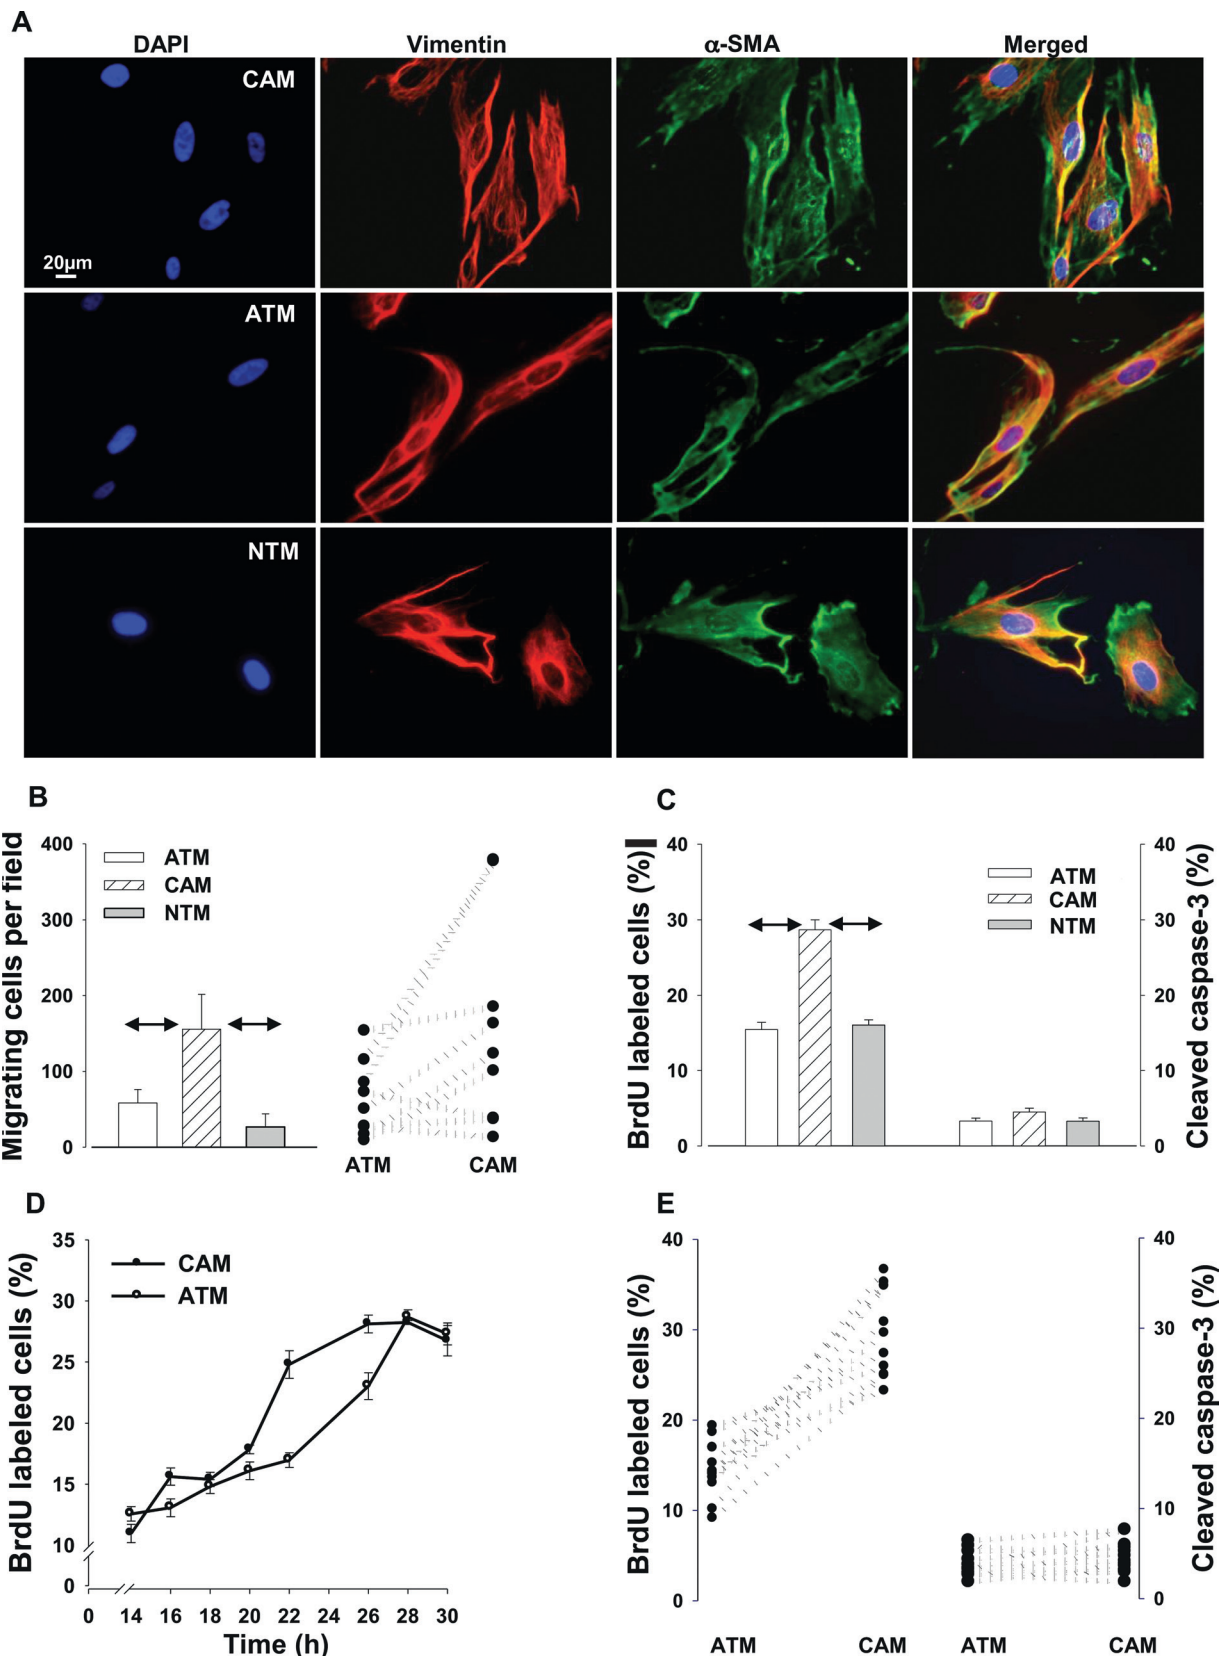 A
DAPI Vimentin α-SMA Merged
CAM
20µm
ATM
NTM
B
Migrating cells per field
400
300
200
100
0
ATM
CAM
NTM
ATM CAM
C
BrdU labeled cells (%)
40
30
20
10
0
ATM
CAM
NTM
40
30
20
10
0
Cleaved caspase-3 (%)
D
BrdU labeled cells (%)
35
30
25
20
15
10
0
CAM
ATM
0 14 16 18 20 22 26 28 30
Time (h)
E
BrdU labeled cells (%)
40
30
20
10
0
40
30
20
10
0
Cleaved caspase-3 (%)
ATM CAM ATM CAM